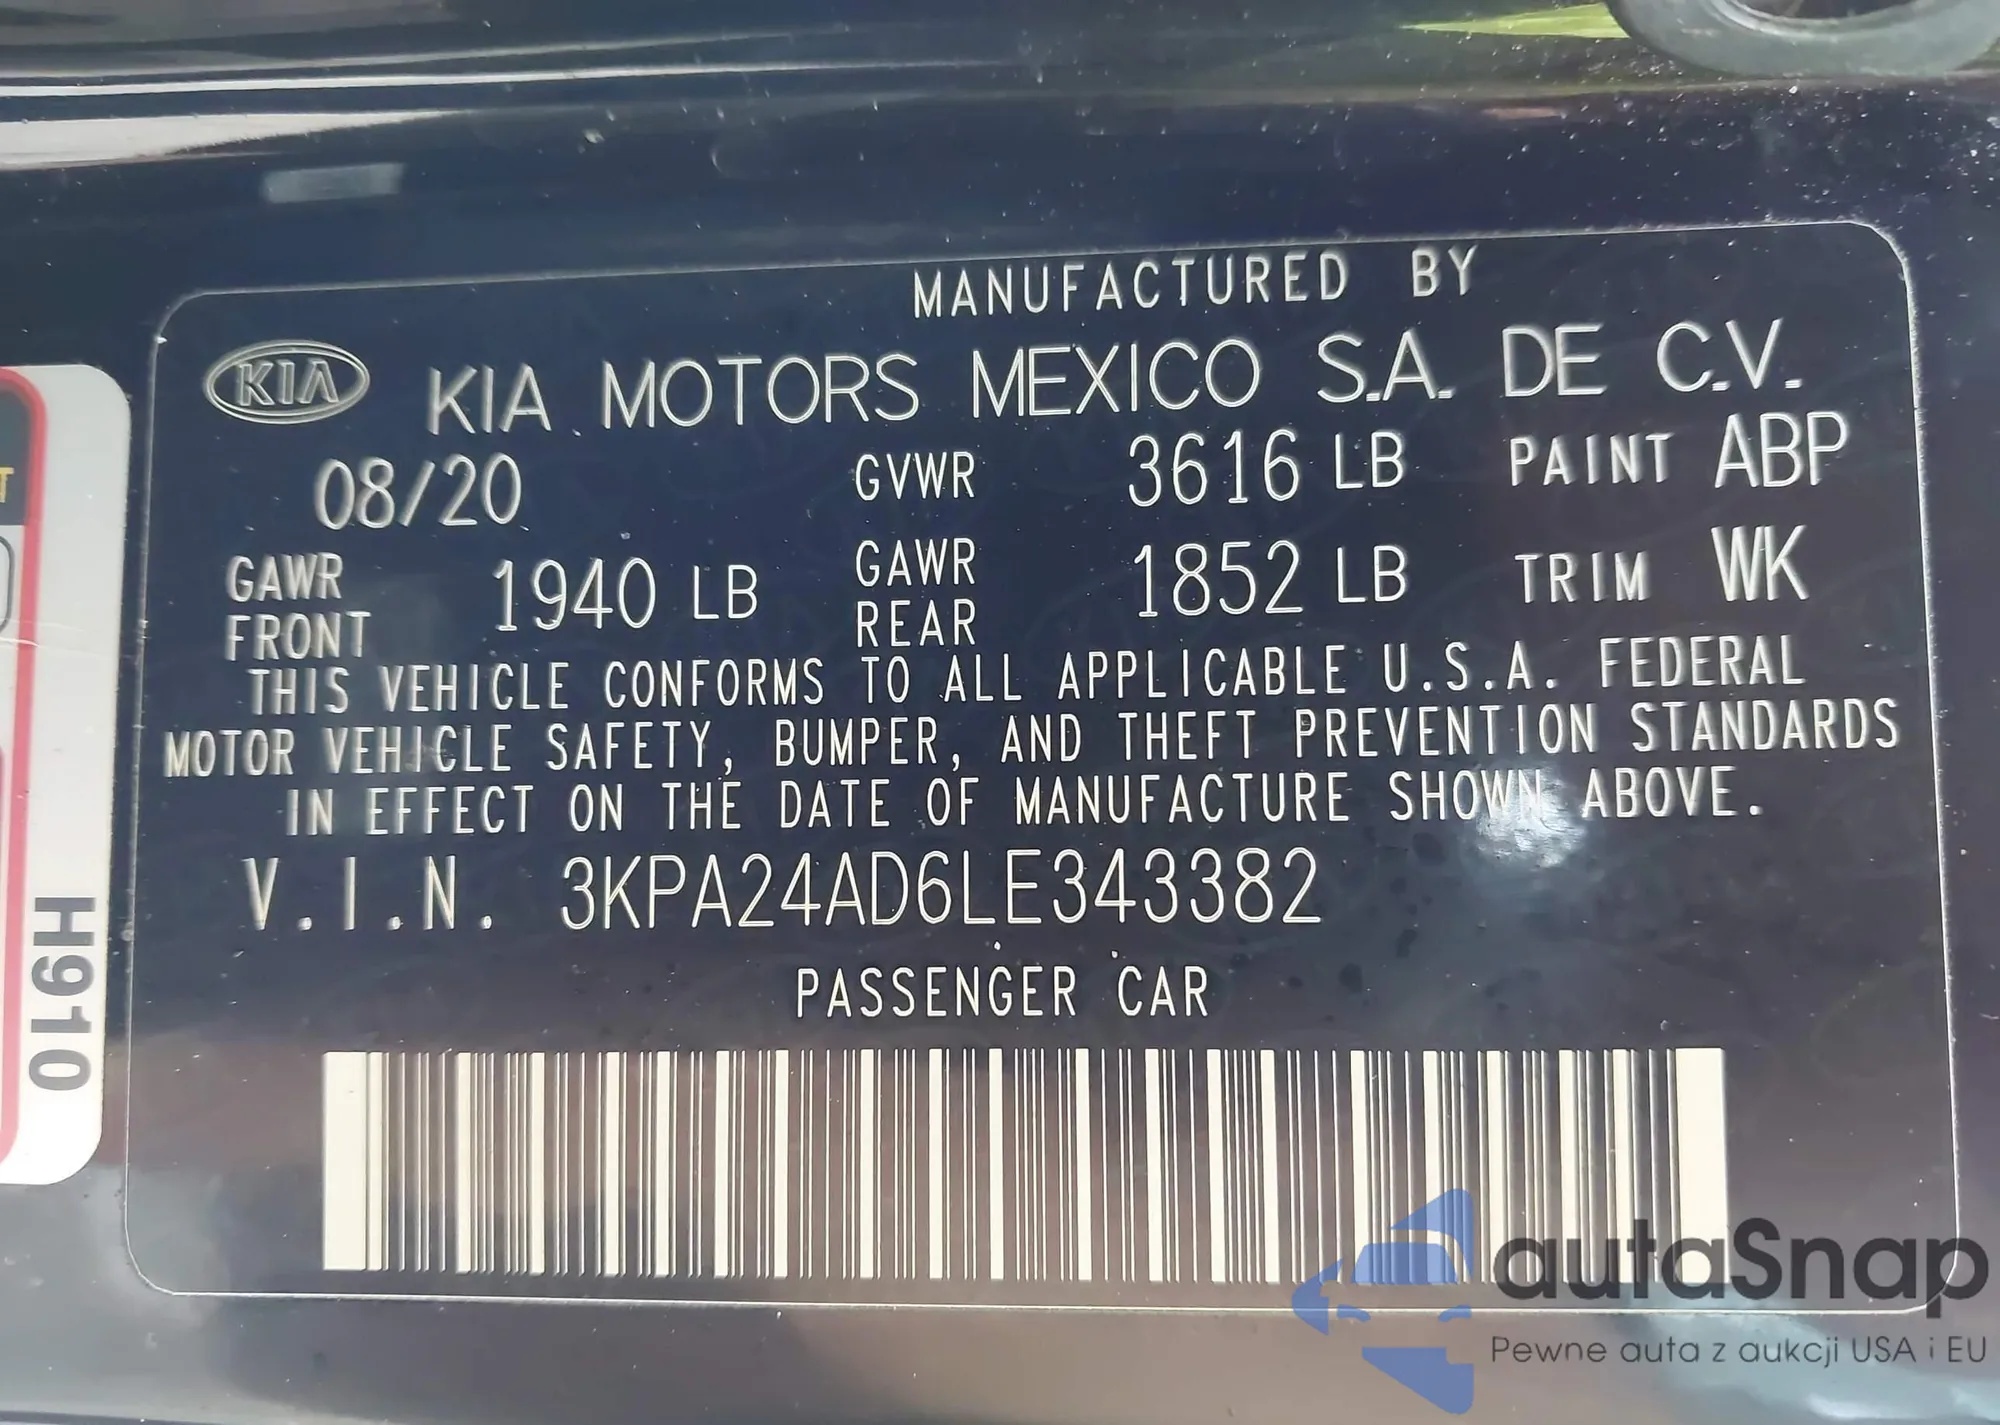 MANUFACTURED BY
KIA KIA MOTORS MEXICO S.A. DE C.V.
08/20 GVWR 3616 LB PAINT ABP
GAWR FRONT 1940 LB GAWR REAR 1852 LB TRIM WK
THIS VEHICLE CONFORMS TO ALL APPLICABLE U.S.A. FEDERAL
MOTOR VEHICLE SAFETY, BUMPER, AND THEFT PREVENTION STANDARDS
IN EFFECT ON THE DATE OF MANUFACTURE SHOWN ABOVE.
V.I.N. 3KPA24AD6LE343382
PASSENGER CAR
H910
autaSnap
Pewne auta z aukcji USA i EU